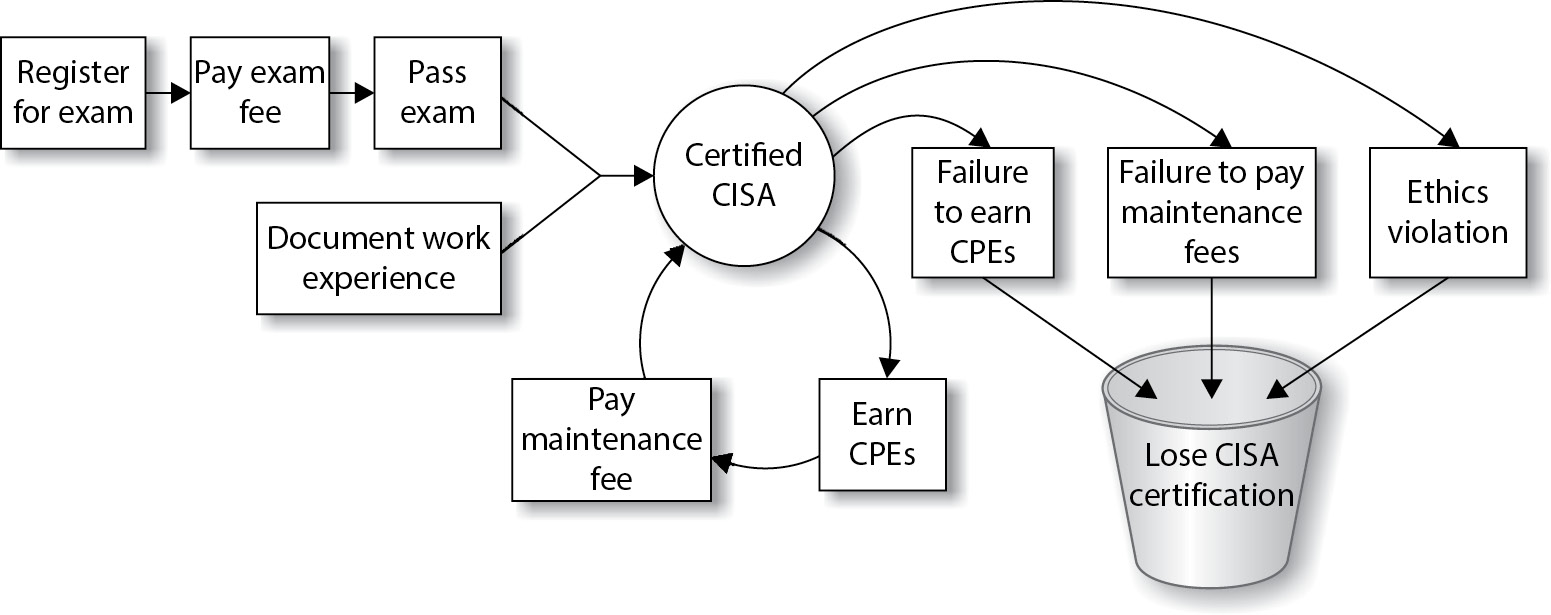 Register
for exam
Pay exam
fee
Pass
exam
Document work
experience
Certified
CISA
Failure
to earn
CPEs
Failure to pay
maintenance
fees
Ethics
violation
Pay
maintenance
fee
Earn
CPEs
Lose CISA
certification